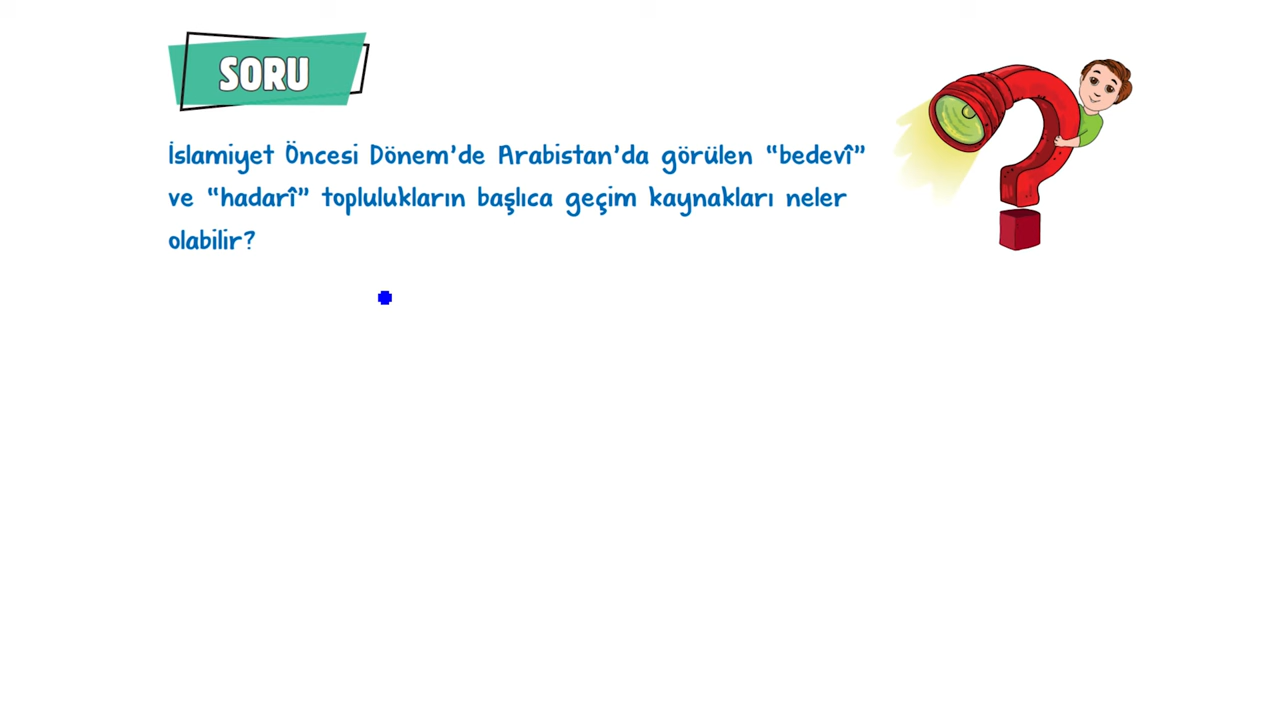 SORU
İslamiyet Öncesi Dönem'de Arabistan'da görülen “bedevî”
ve “hadarî” toplulukların başlıca geçim kaynakları neler
olabilir?